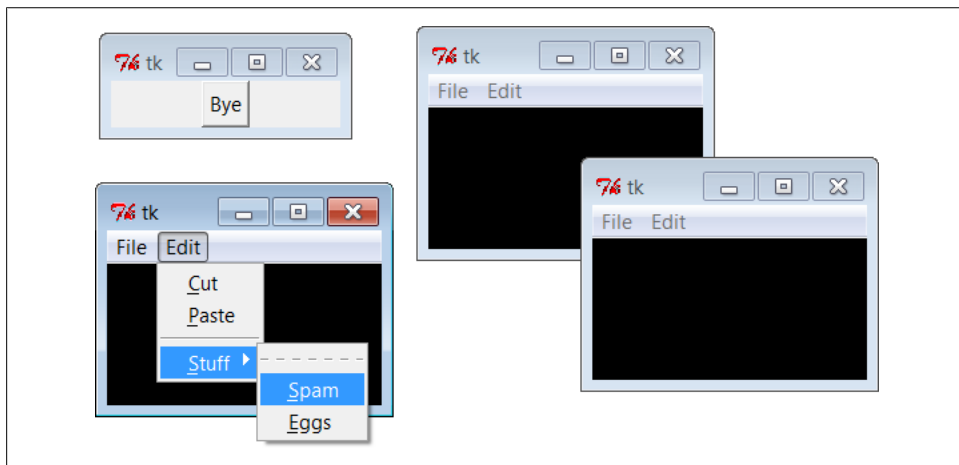 tk
Bye
tk
File Edit
tk
File Edit
tk
File Edit
Cut
Paste
Stuff
Spam
Eggs